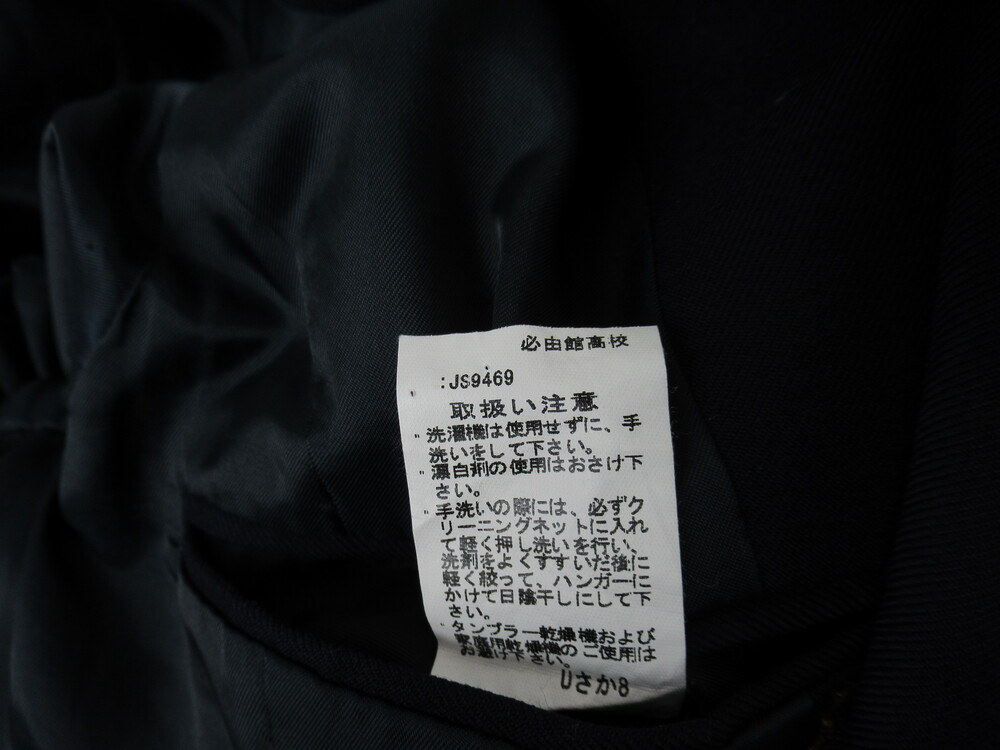 必由館高校
:JS9469
取扱い注意
洗濯機は使用せずに、手
洗いをして下さい。
漂白剤の使用はおさけ下
さい。
手洗いの際には、必ずク
リーニングネットに入れ
て軽く押し洗いを行い、
洗剤をよくすすいだ後に
軽く絞って、ハンガーに
かけて日陰干しにして下
さい。
タンブラー乾燥機および
家庭用乾燥機のご使用は
お避け下さい。
Uさか8